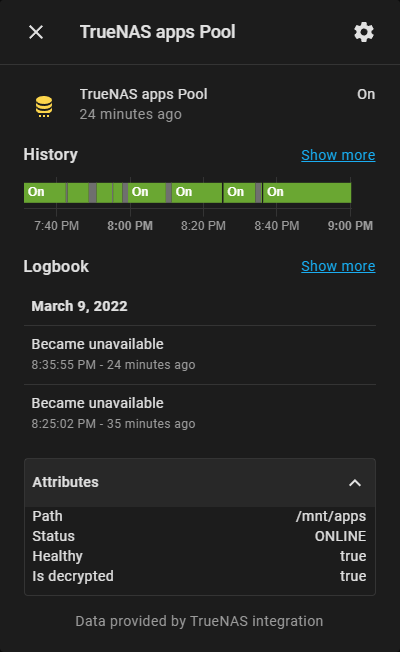 TrueNAS apps Pool
TrueNAS apps Pool On
24 minutes ago
History Show more
On On On On On
7:40 PM 8:00 PM 8:20 PM 8:40 PM 9:00 PM
Logbook Show more
March 9, 2022
Became unavailable
8:35:55 PM - 24 minutes ago
Became unavailable
8:25:02 PM - 35 minutes ago
Attributes
Path /mnt/apps
Status ONLINE
Healthy true
Is decrypted true
Data provided by TrueNAS integration